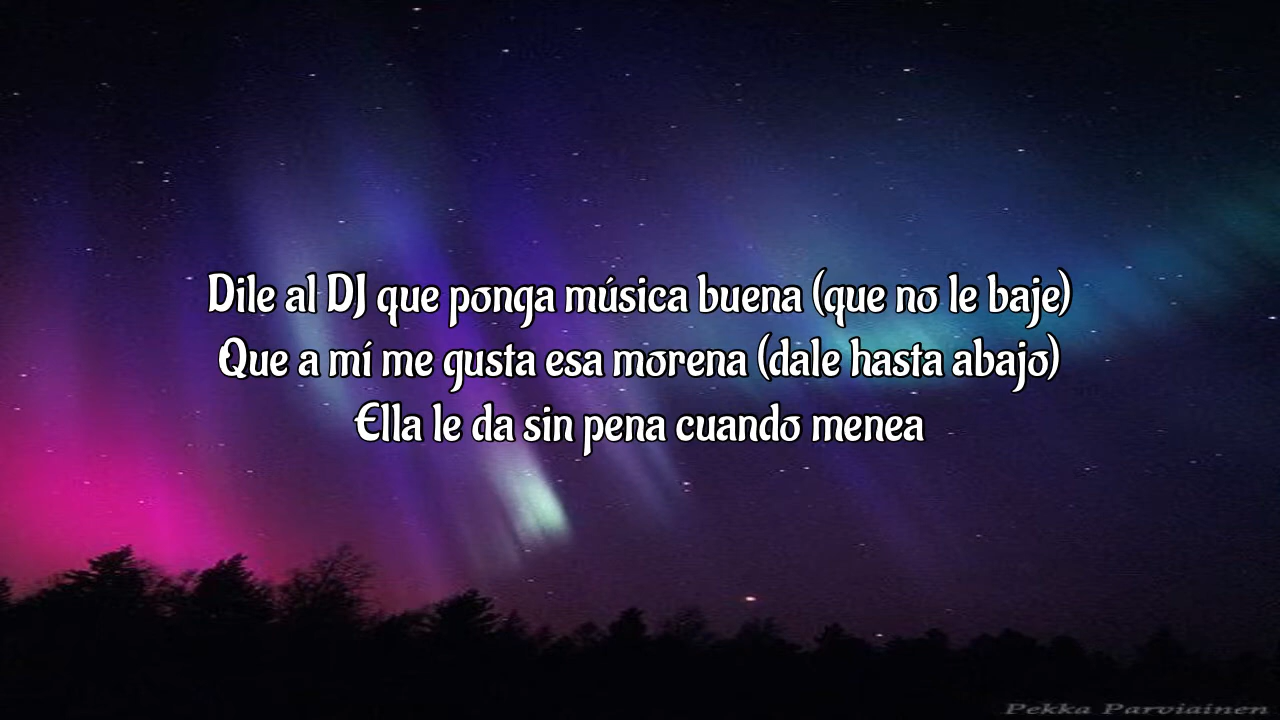 Dile al DJ que ponga música buena (que no le baje)
Que a mí me gusta esa morena (dale hasta abajo)
Ella le da sin pena cuando menea
Pekka Parviainen